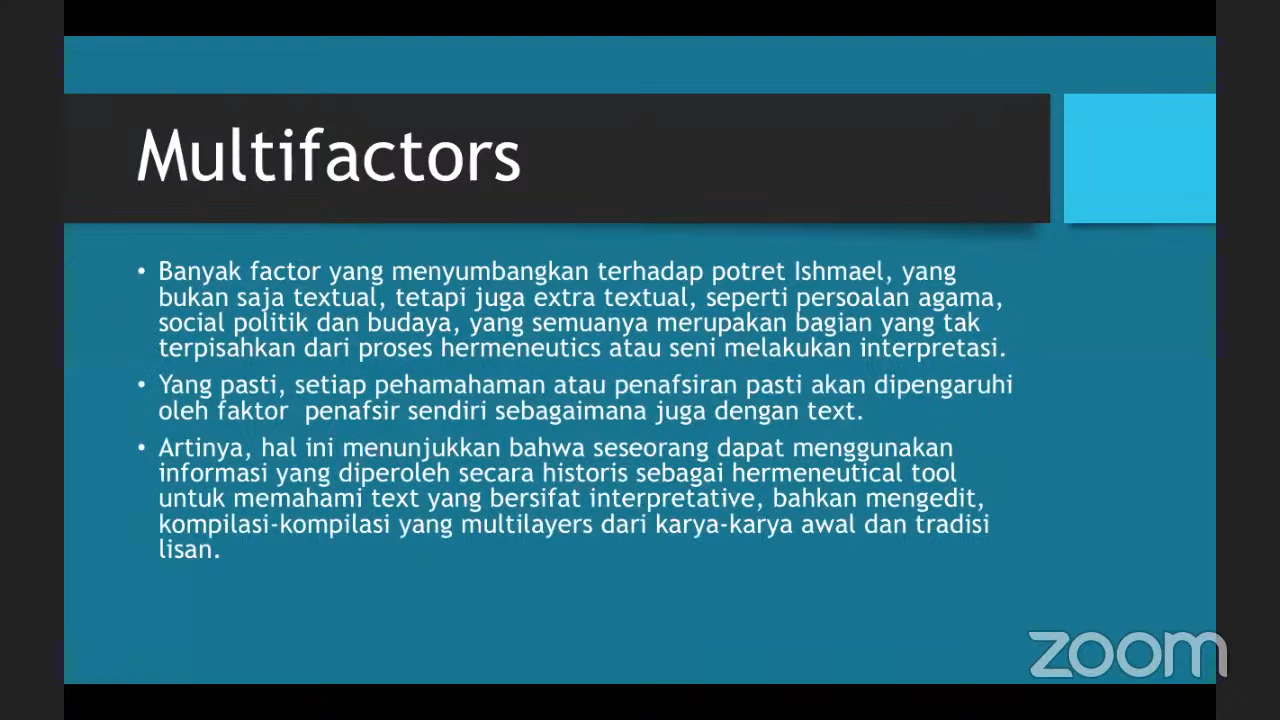 Multifactors
• Banyak factor yang menyumbangkan terhadap potret Ishmael, yang
bukan saja textual, tetapi juga extra textual, seperti persoalan agama,
social politik dan budaya, yang semuanya merupakan bagian yang tak
terpisahkan dari proses hermeneutics atau seni melakukan interpretasi.
• Yang pasti, setiap pehamahaman atau penafsiran pasti akan dipengaruhi
oleh faktor  penafsir sendiri sebagaimana juga dengan text.
• Artinya, hal ini menunjukkan bahwa seseorang dapat menggunakan
informasi yang diperoleh secara historis sebagai hermeneutical tool
untuk memahami text yang bersifat interpretative, bahkan mengedit,
kompilasi-kompilasi yang multilayers dari karya-karya awal dan tradisi
lisan.
zoom